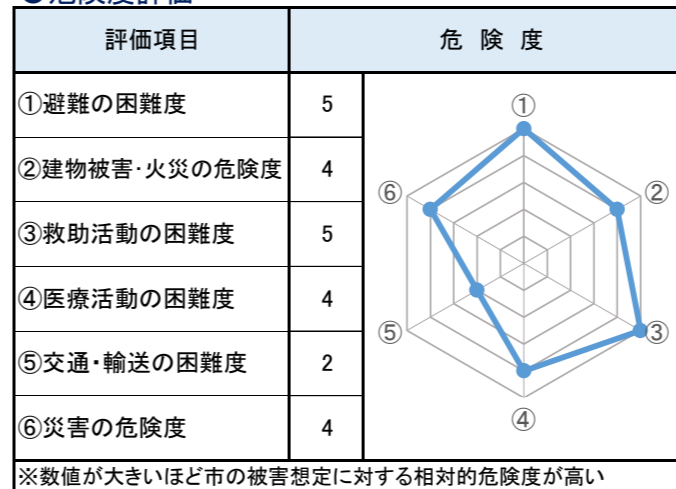 ●危険度評価
評価項目 危険度
①避難の困難度 5
②建物被害・火災の危険度 4
③救助活動の困難度 5
④医療活動の困難度 4
⑤交通・輸送の困難度 2
⑥災害の危険度 4
①
②
③
④
⑤
⑥
※数値が大きいほど市の被害想定に対する相対的危険度が高い